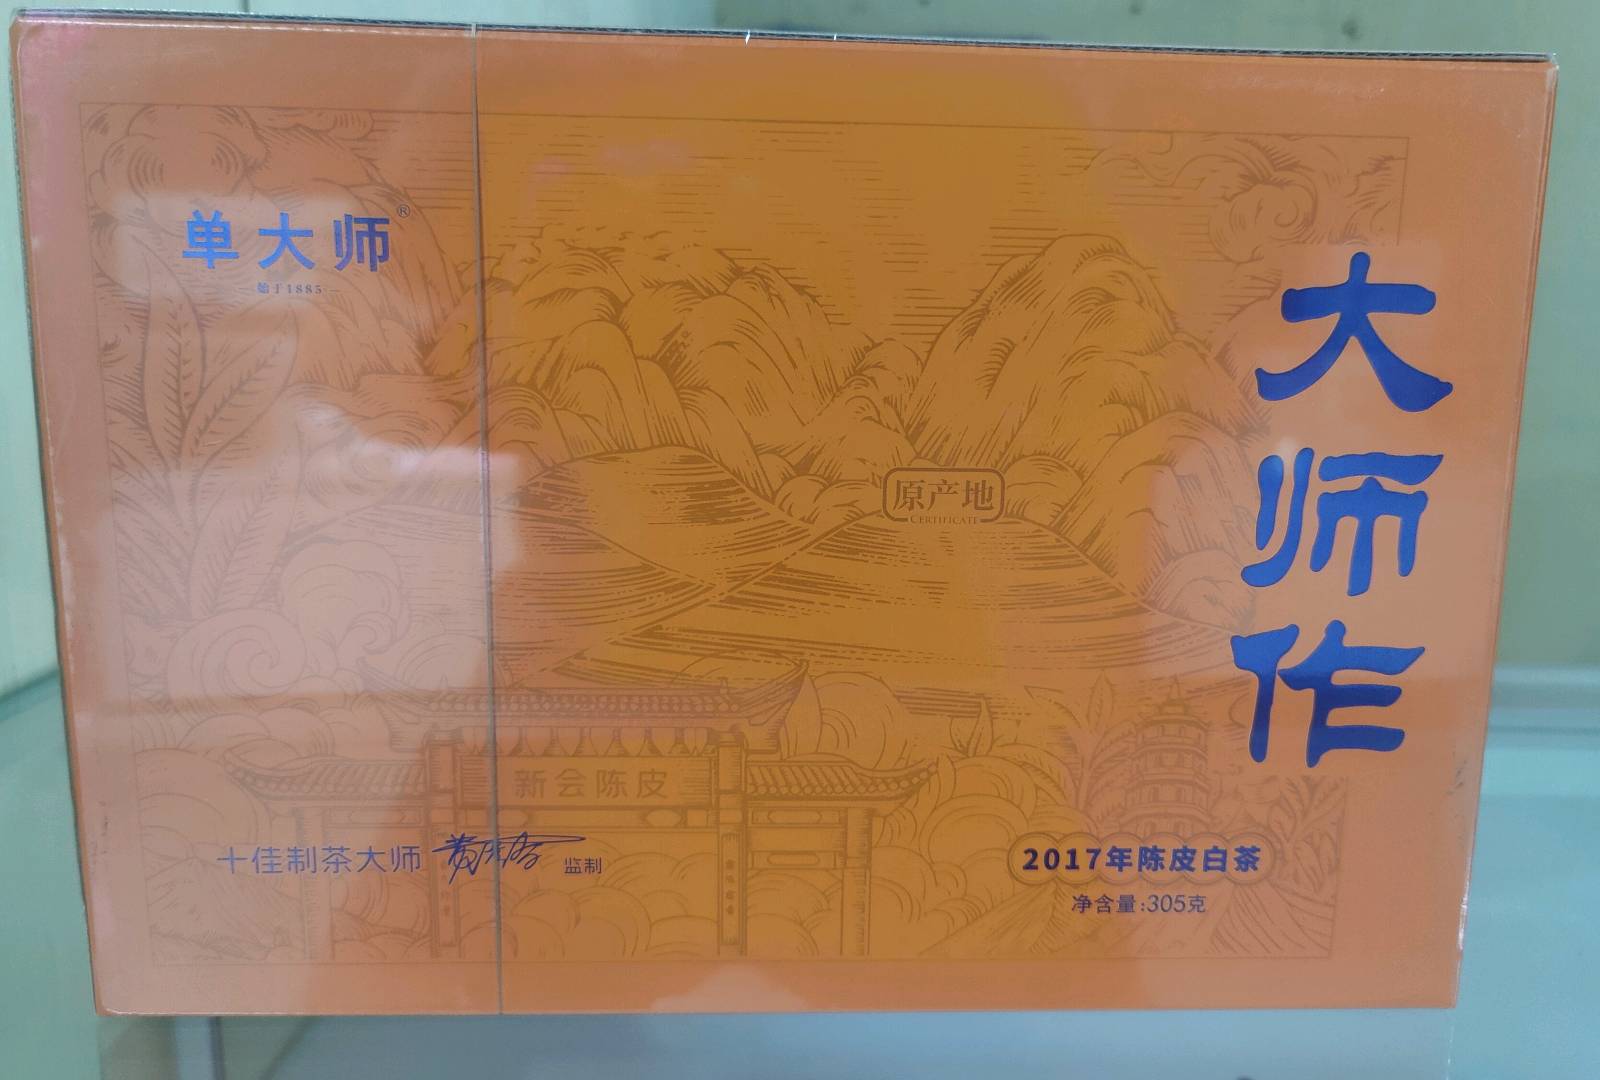 单大师®
始于1885
大师作
原产地
CERTIFICATE
新会陈皮
十佳制茶大师
监制
2017年陈皮白茶
净含量:305克